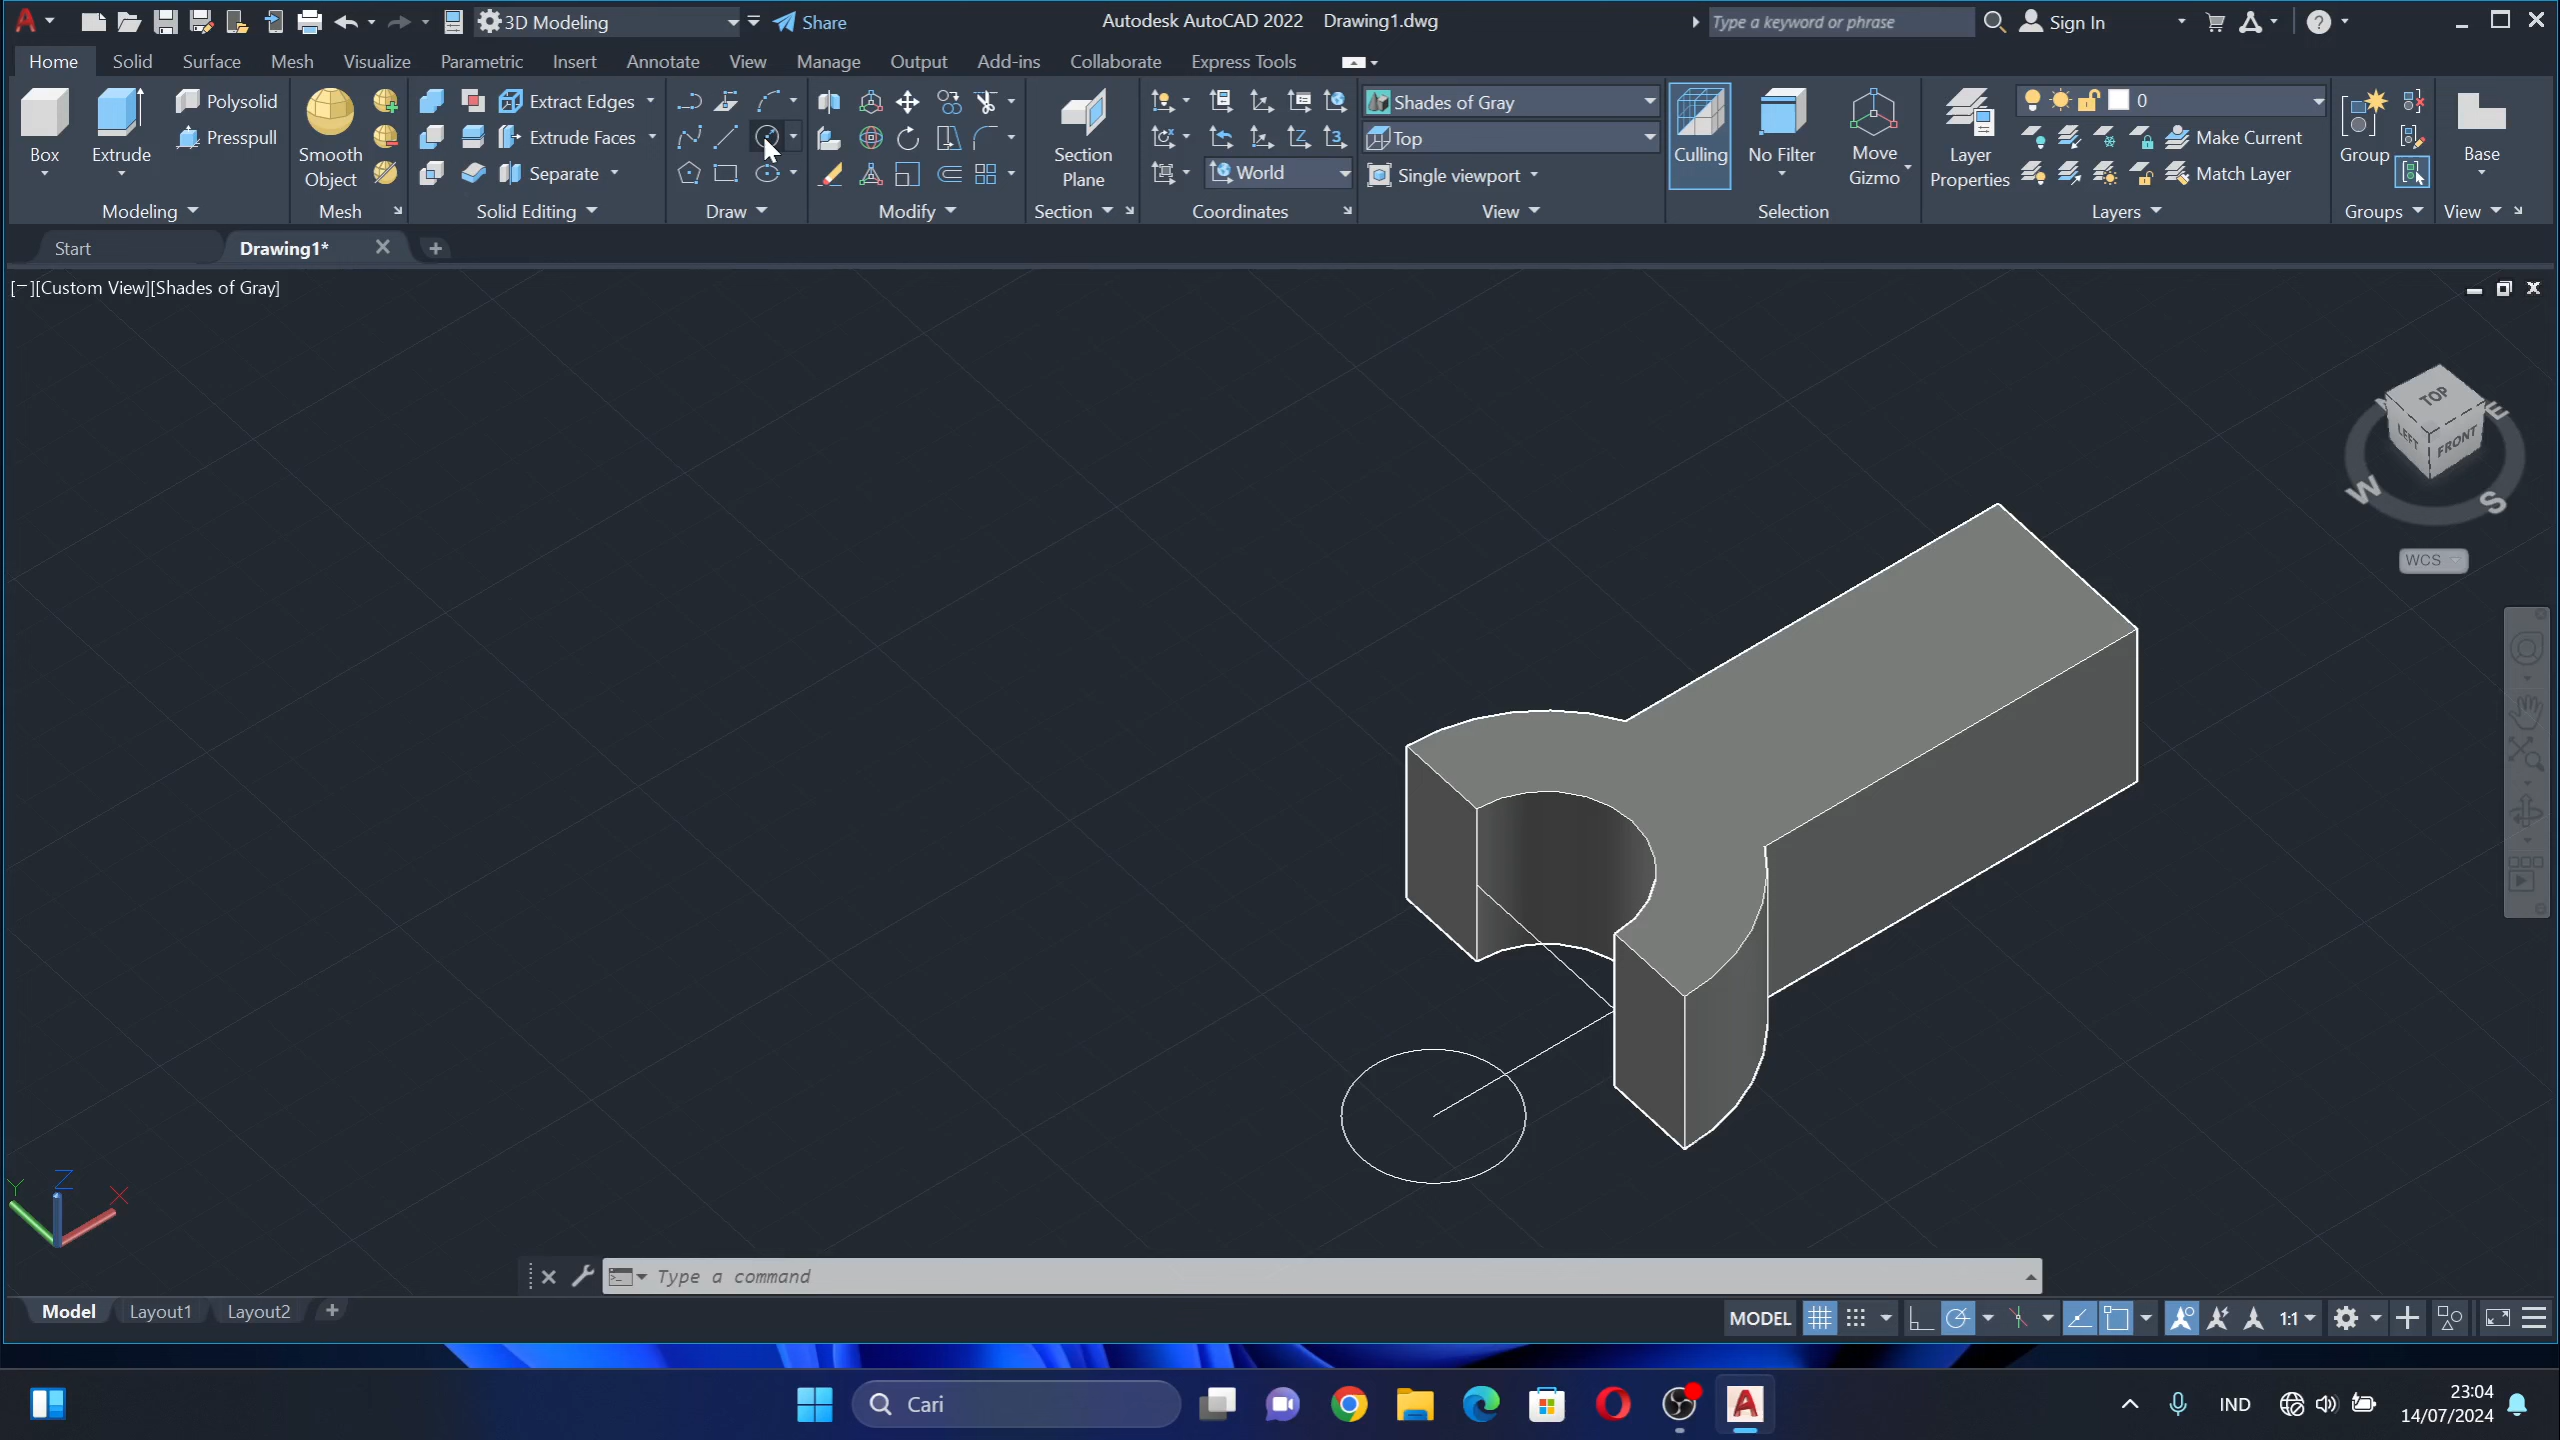 3D Modeling
Share
Autodesk AutoCAD 2022 Drawing1.dwg
Type a keyword or phrase
Sign In
Home Solid Surface Mesh Visualize Parametric Insert Annotate View Manage Output Add-ins Collaborate Express Tools
Box
Extrude
Polysolid
Presspull
Modeling
Smooth
Object
Mesh
Extract Edges
Extrude Faces
Separate
Solid Editing
Draw
Modify
Section
Plane
Section
World
Coordinates
Shades of Gray
Top
Single viewport
View
Culling
No Filter
Move
Gizmo
Selection
Layer
Properties
0
Make Current
Match Layer
Layers
Group
Groups
Base
View
Start
Drawing1*
[−][Custom View][Shades of Gray]
TOP
LEFT
FRONT
E
W
S
WCS
Z
Y
X
Type a command
Model Layout1 Layout2
MODEL
1:1
Cari
IND
23:04
14/07/2024